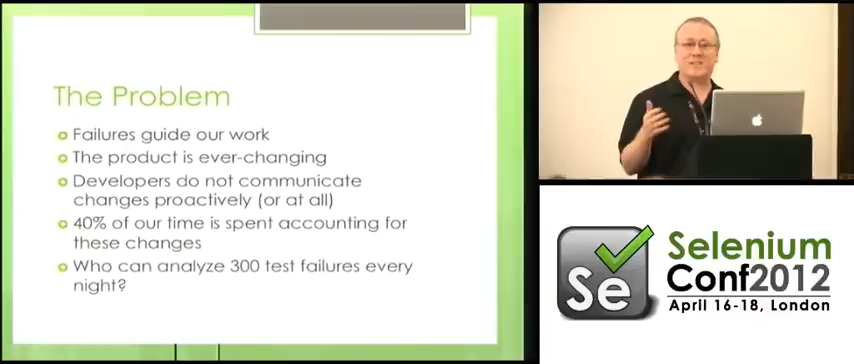 The Problem
Failures guide our work
The product is ever-changing
Developers do not communicate
changes proactively (or at all)
40% of our time is spent accounting for
these changes
Who can analyze 300 test failures every
night?
Se
Selenium
Conf2012
April 16-18, London